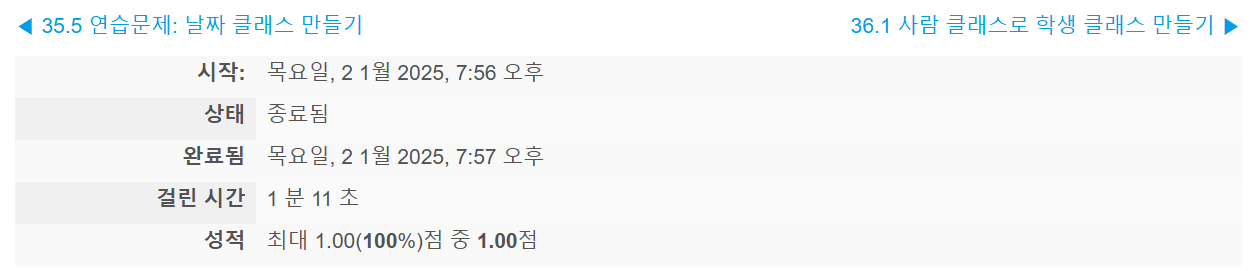 ◀ 35.5 연습문제: 날짜 클래스 만들기 36.1 사람 클래스로 학생 클래스 만들기 ▶
시작: 목요일, 2 1월 2025, 7:56 오후
상태 종료됨
완료됨 목요일, 2 1월 2025, 7:57 오후
걸린 시간 1 분 11 초
성적 최대 1.00(100%)점 중 1.00점